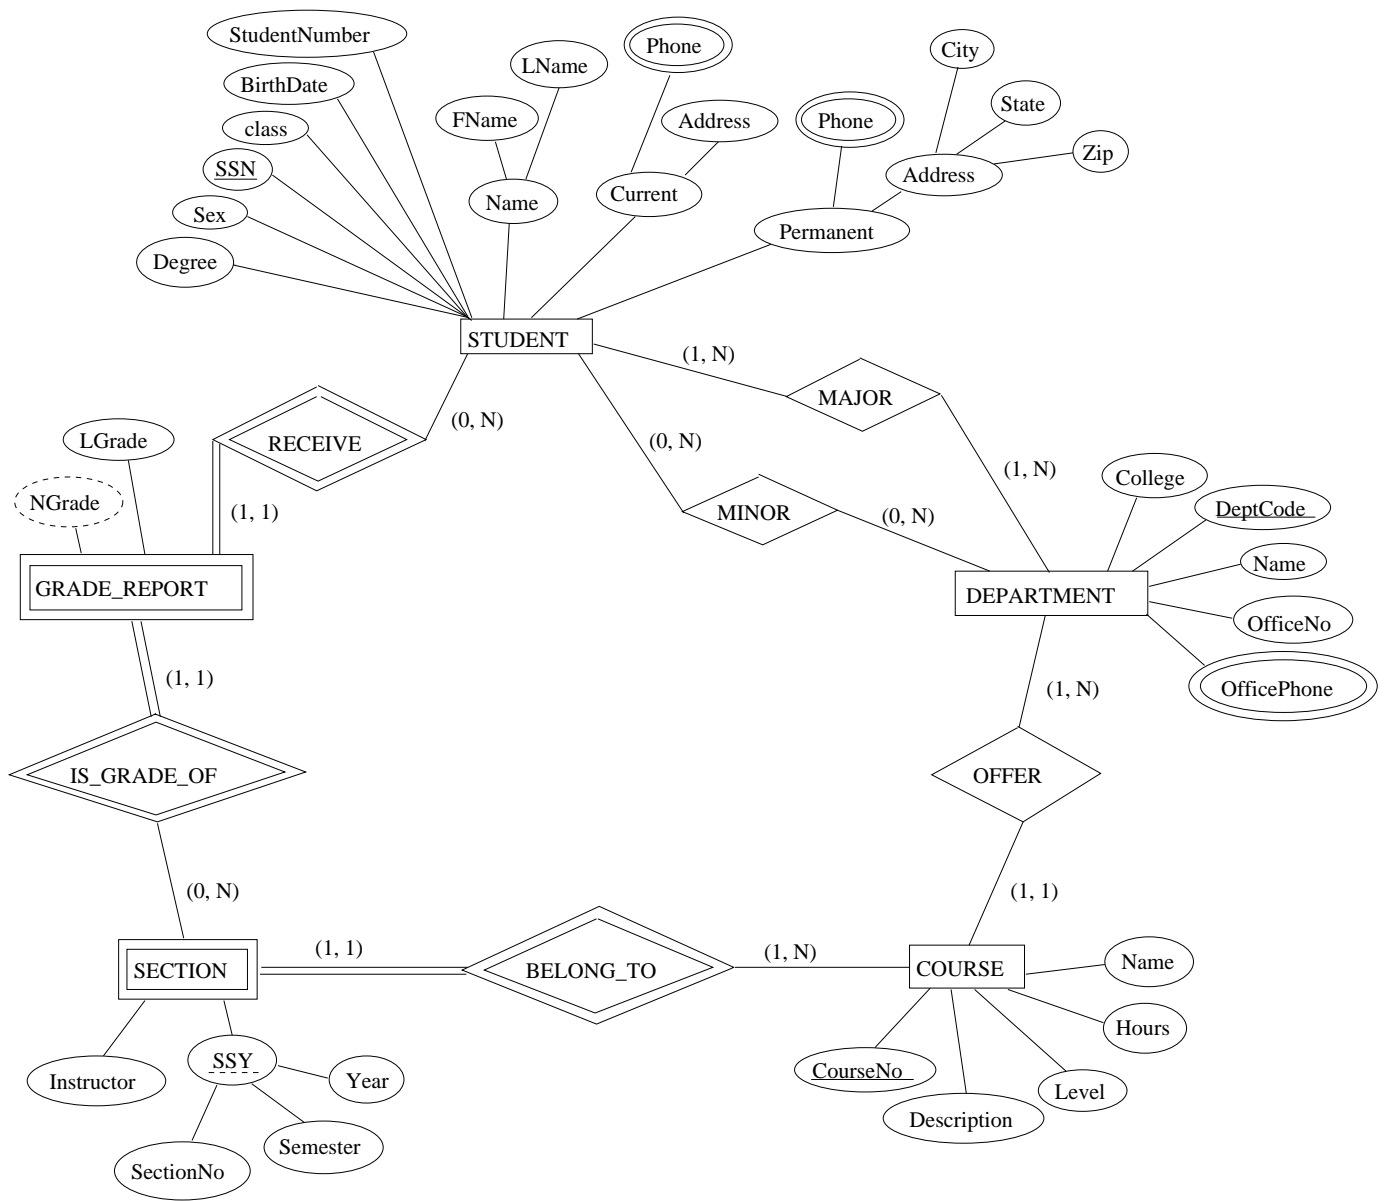 StudentNumber
BirthDate
class
SSN
Sex
Degree
FName
LName
Name
Phone
Address
Current
Phone
City
State
Zip
Address
Permanent
STUDENT
(1, N)
MAJOR
(1, N)
(0, N)
RECEIVE
(1, 1)
(0, N)
MINOR
(0, N)
LGrade
NGrade
GRADE_REPORT
College
DeptCode
Name
OfficeNo
OfficePhone
DEPARTMENT
(1, 1)
IS_GRADE_OF
(0, N)
(1, N)
OFFER
(1, 1)
SECTION
(1, 1)
BELONG_TO
(1, N)
COURSE
Name
Hours
Level
Description
CourseNo
Instructor
SSY
Year
Semester
SectionNo